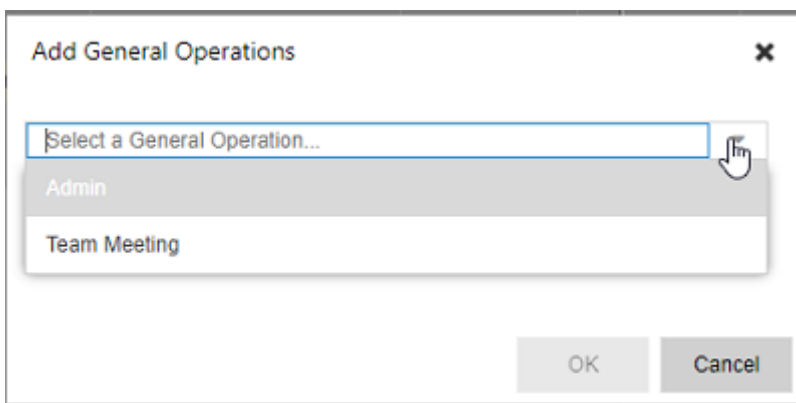 Add General Operations
Select a General Operation...
Admin
Team Meeting
OK
Cancel